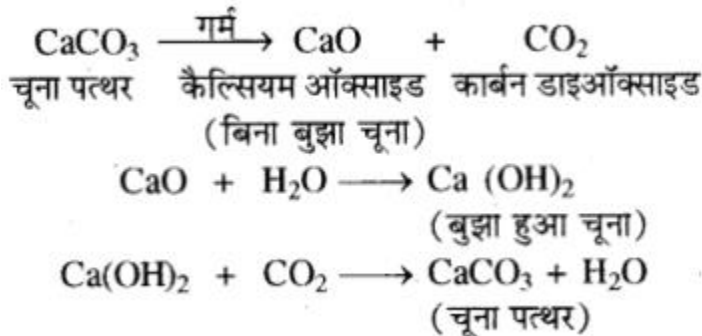 गर्म
CaCO₃ ⟶ CaO + CO₂
चूना पत्थर कैल्सियम ऑक्साइड कार्बन डाइऑक्साइड
(बिना बुझा चूना)
CaO + H₂O ⟶ Ca (OH)₂
(बुझा हुआ चूना)
Ca(OH)₂ + CO₂ ⟶ CaCO₃ + H₂O
(चूना पत्थर)